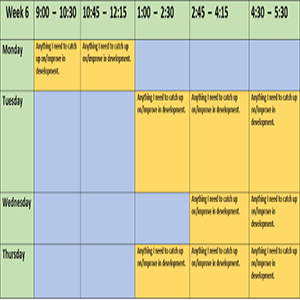 Week 6 9:00 – 10:30 10:45 – 12:15 1:00 – 2:30 2:45 – 4:15 4:30 – 5:30
Monday
Anything I need to catch
up on/improve in
development.
Anything I need to catch up
on/improve in development.
Tuesday
Anything I need to catch up
on/improve in development.
Anything I need to catch up
on/improve in development.
Anything I need to catch
up on/improve in
development.
Wednesday
Anything I need to catch up
on/improve in development.
Anything I need to catch
up on/improve in
development.
Thursday
Anything I need to catch up
on/improve in development.
Anything I need to catch up
on/improve in development.
Anything I need to catch
up on/improve in
development.